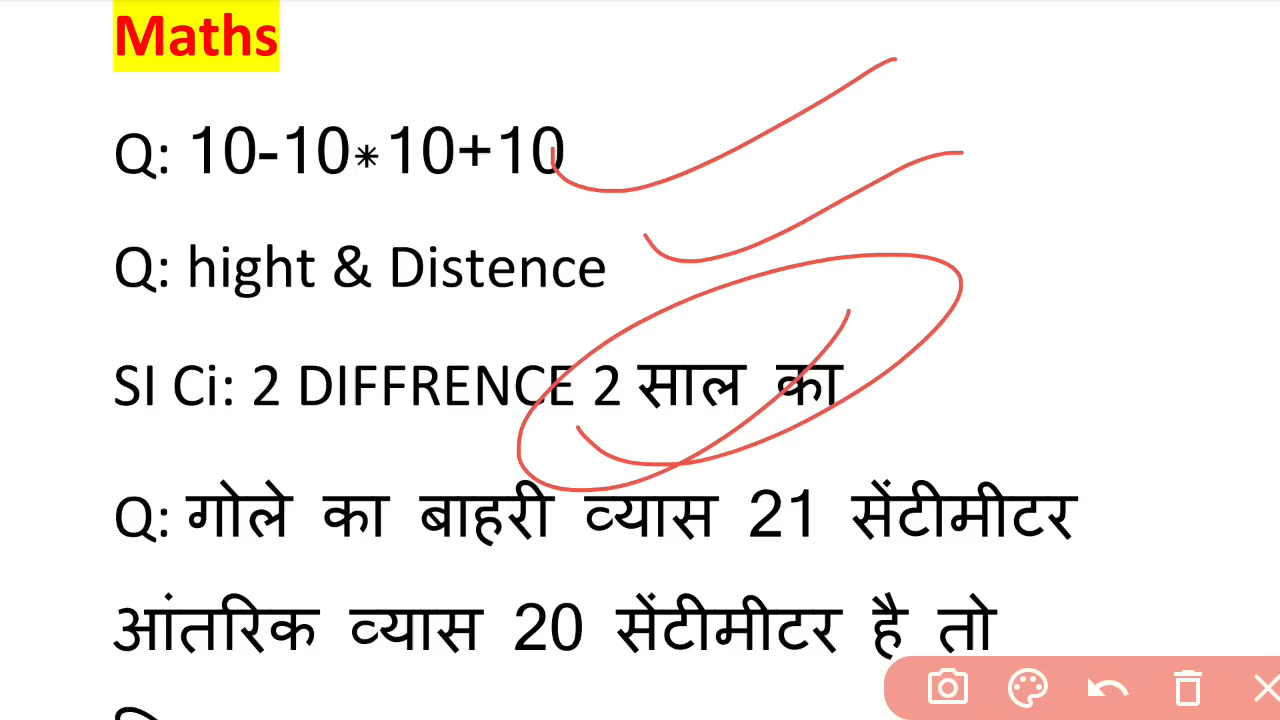 Maths
Q: 10-10*10+10
Q: hight & Distence
SI Ci: 2 DIFFRENCE 2 साल का
Q: गोले का बाहरी व्यास 21 सेंटीमीटर
आंतरिक व्यास 20 सेंटीमीटर है तो